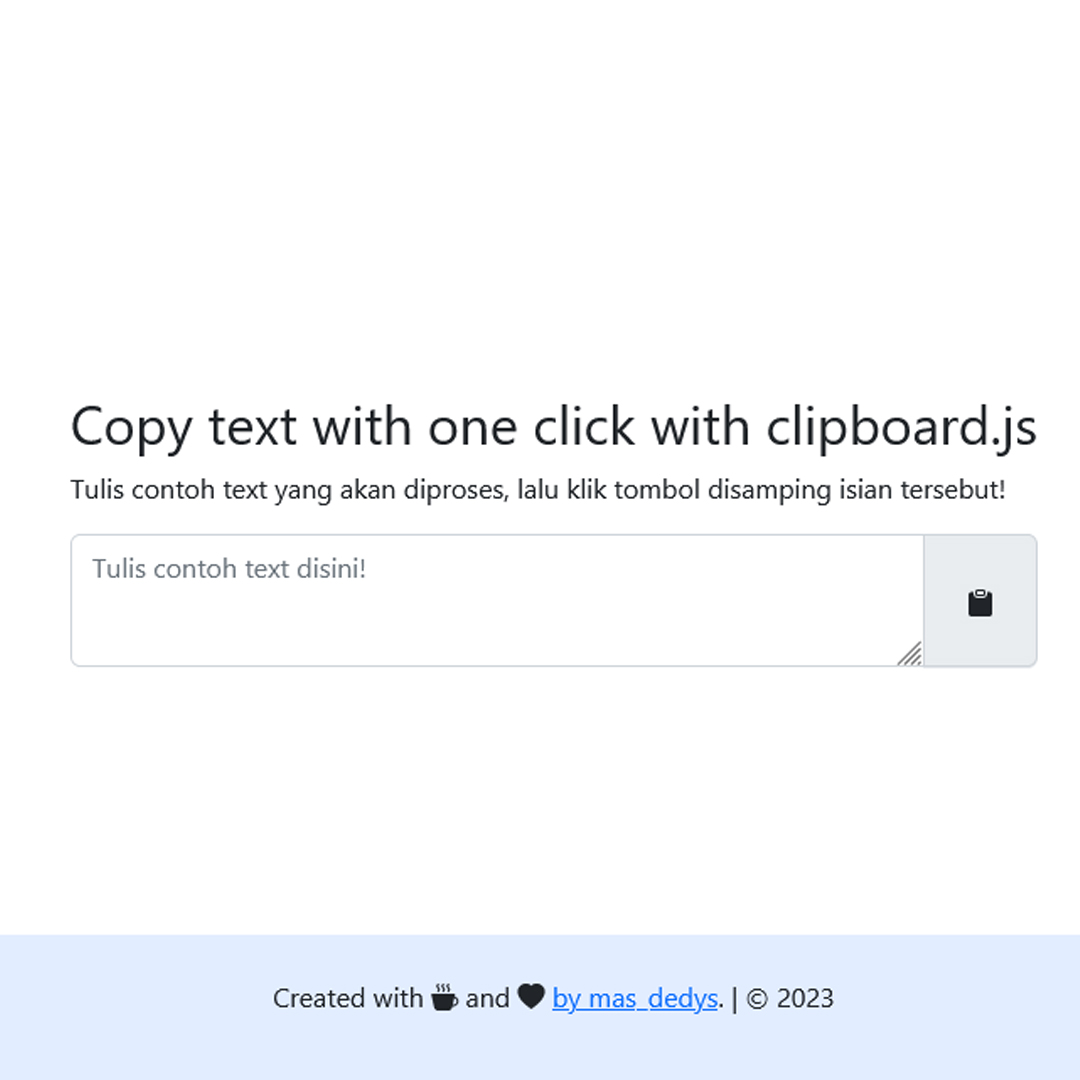 Copy text with one click with clipboard.js
Tulis contoh text yang akan diproses, lalu klik tombol disamping isian tersebut!
Tulis contoh text disini!
Created with and by mas_dedys. | © 2023